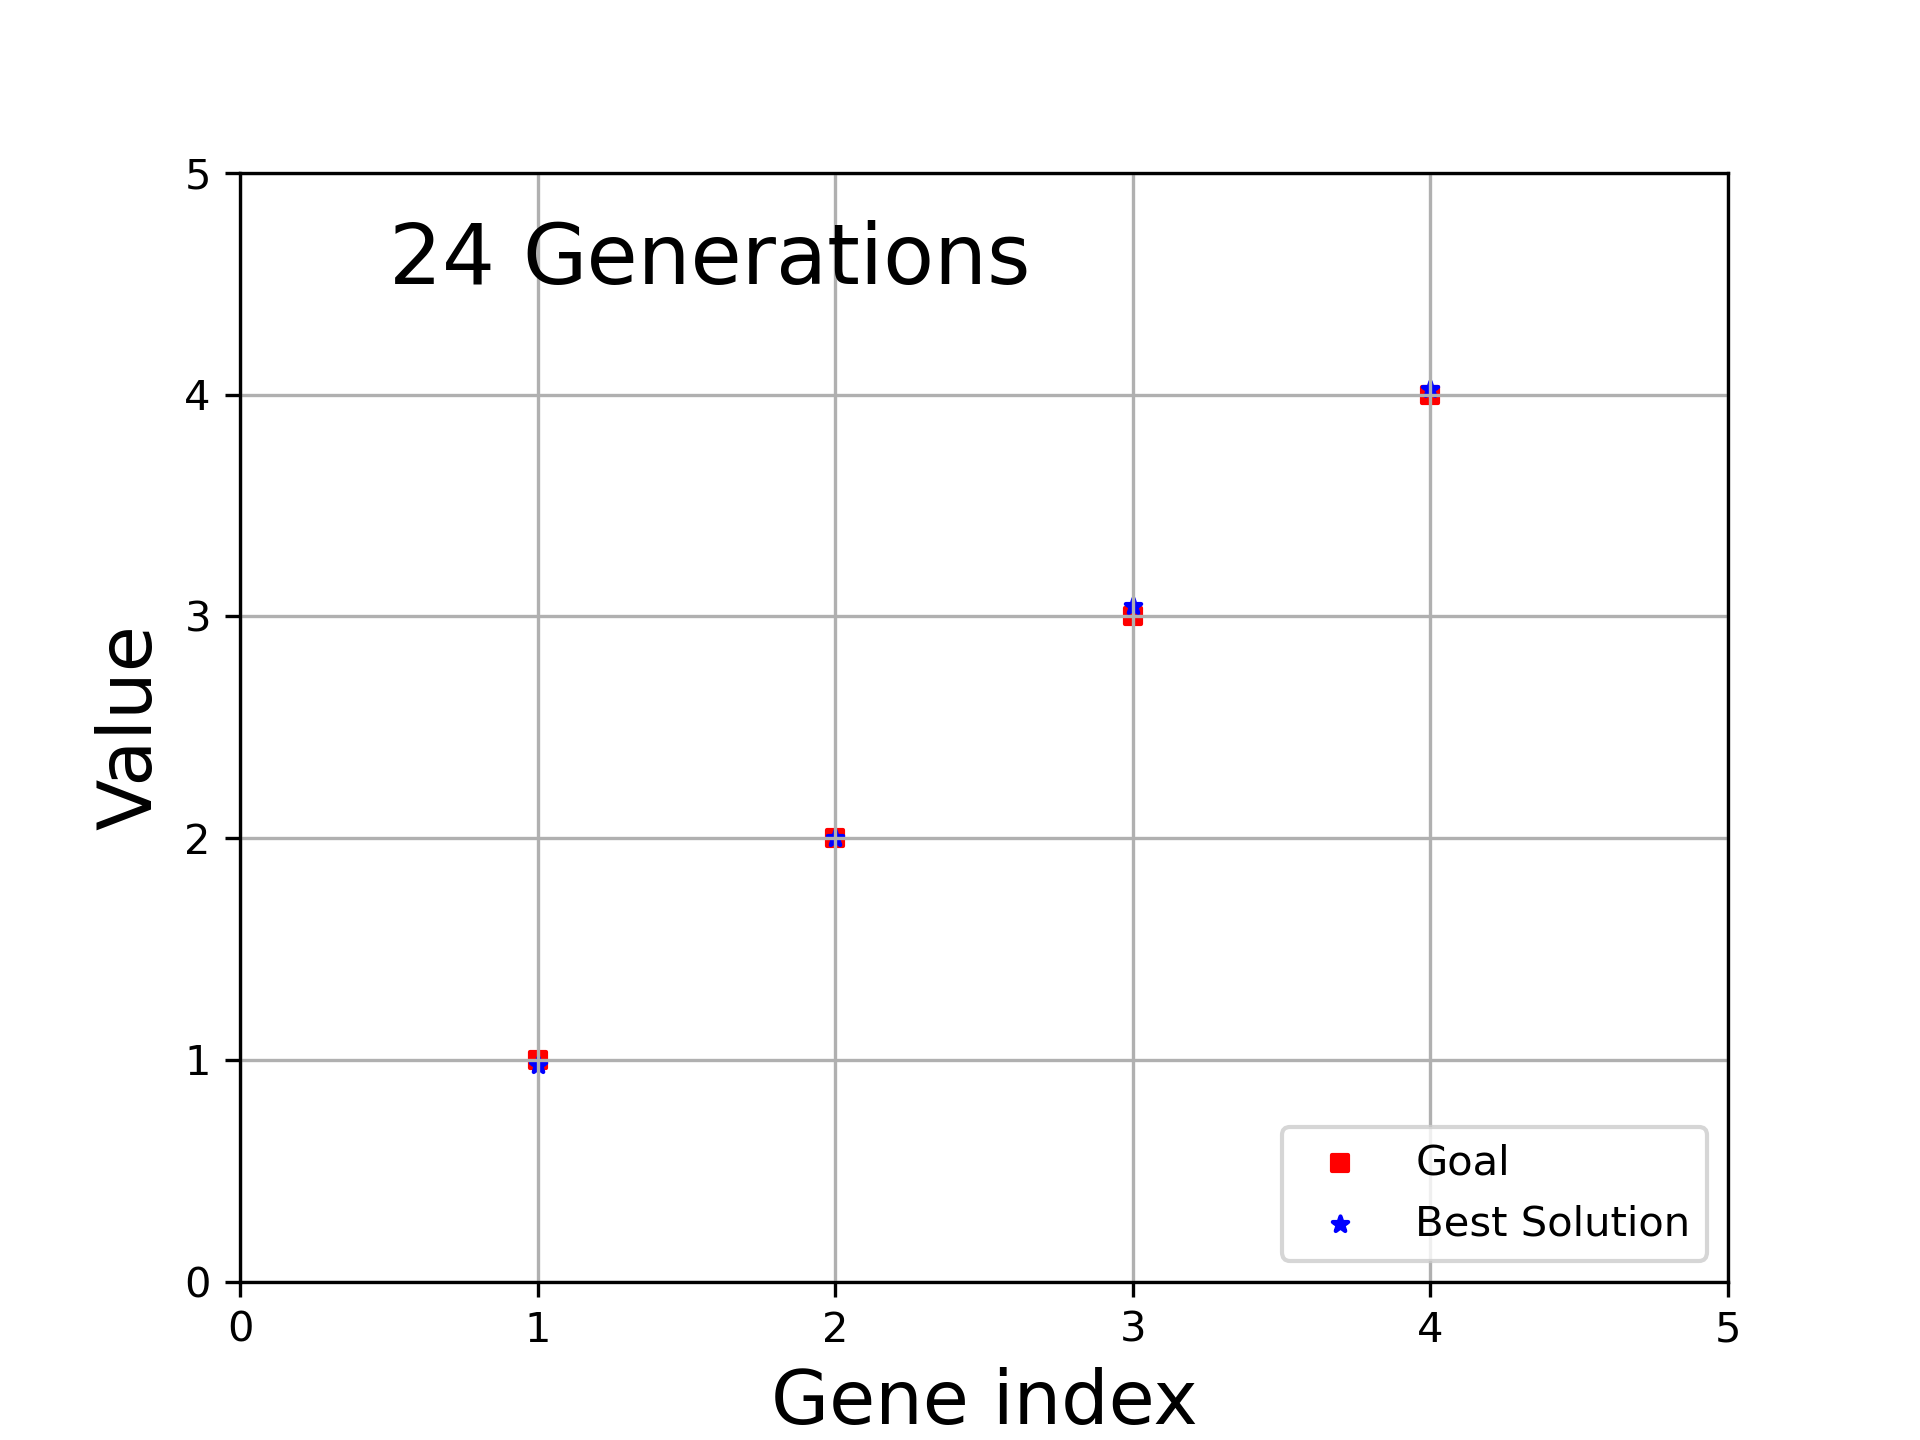 24 Generations
5
4
3
2
1
0
Value
0 1 2 3 4 5
Gene index
Goal
Best Solution